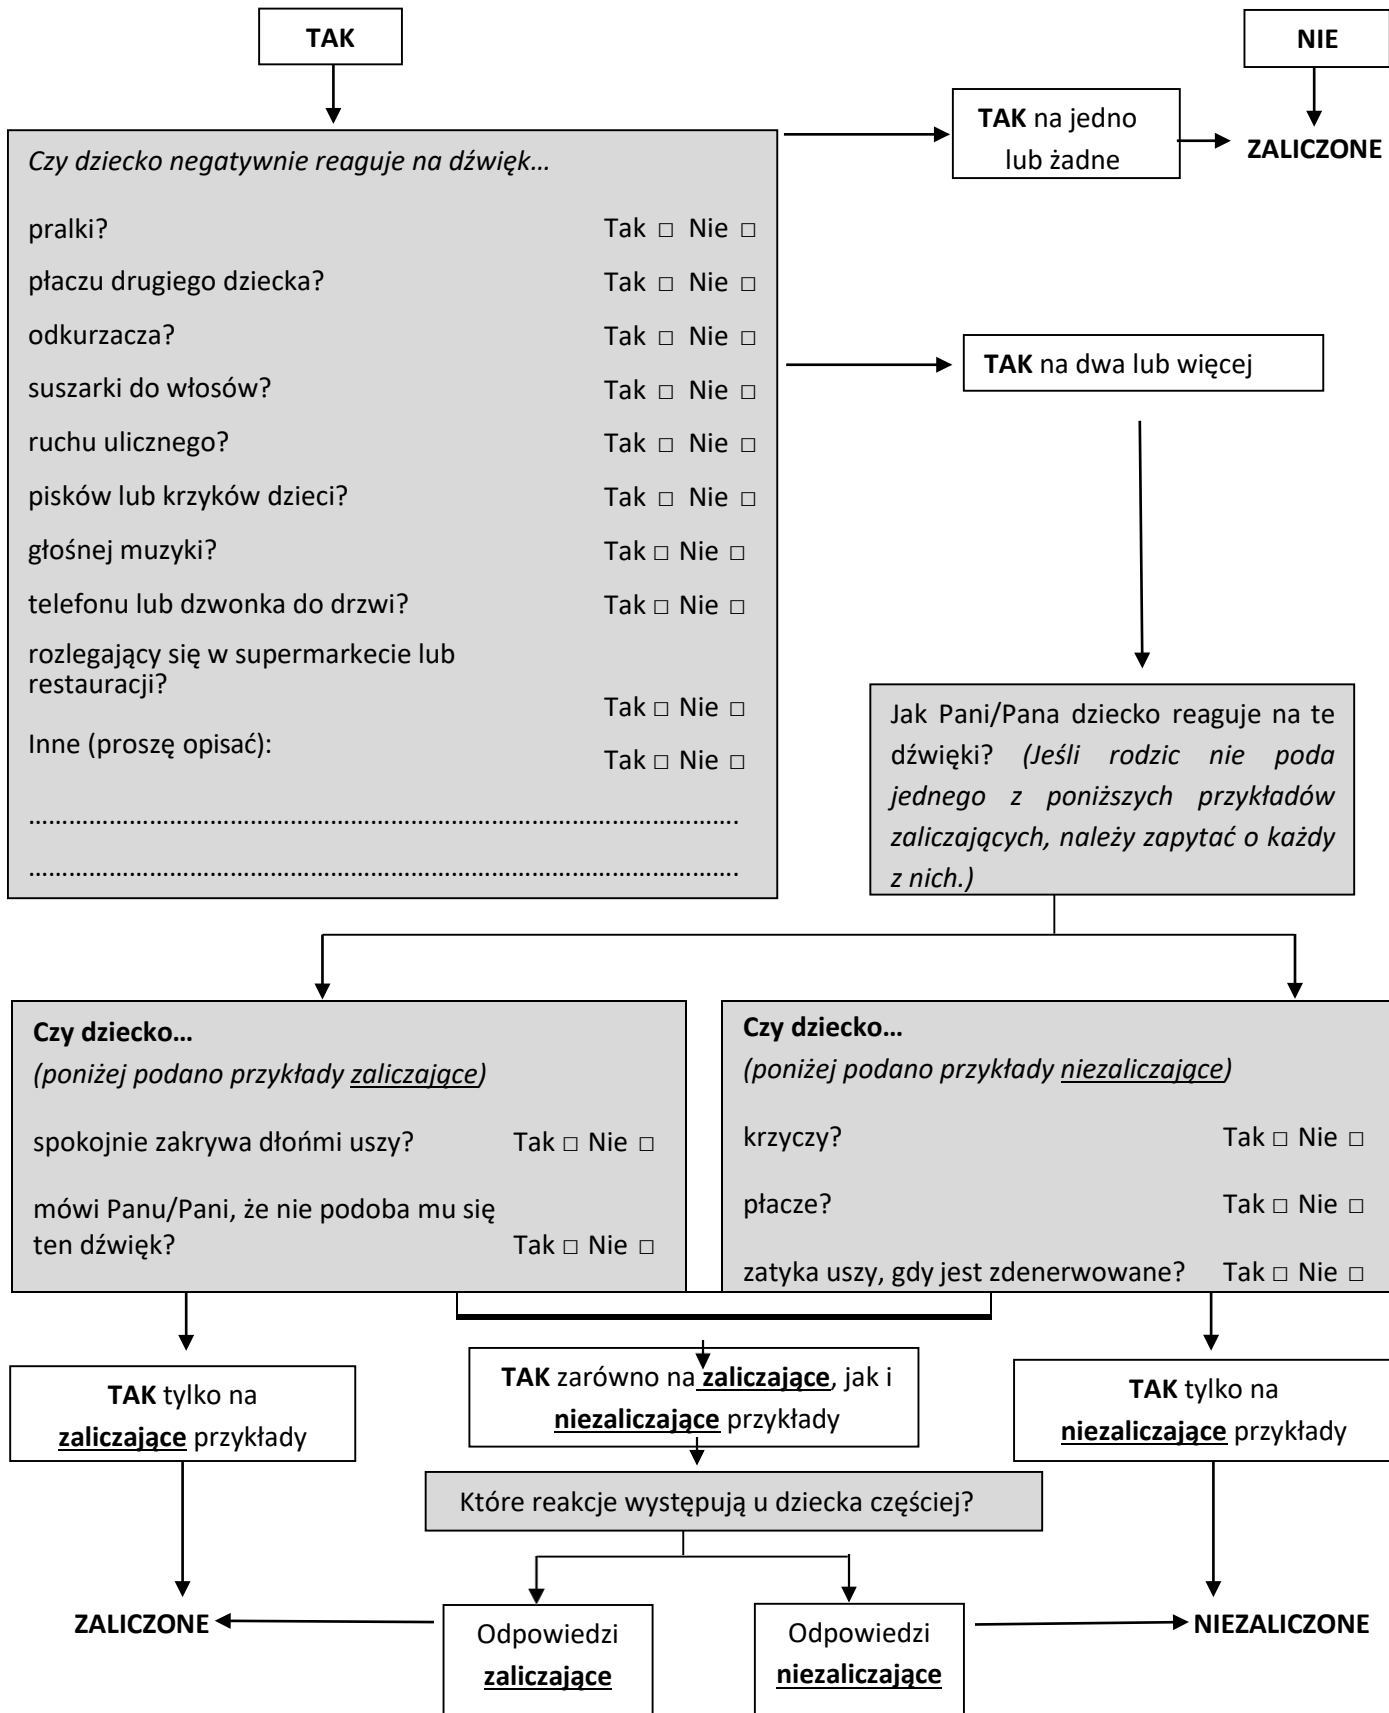 TAK
NIE
TAK na jedno
lub żadne
ZALICZONE
Czy dziecko negatywnie reaguje na dźwięk…
pralki? Tak □ Nie □
płaczu drugiego dziecka? Tak □ Nie □
odkurzacza? Tak □ Nie □
suszarki do włosów? Tak □ Nie □
ruchu ulicznego? Tak □ Nie □
pisków lub krzyków dzieci? Tak □ Nie □
głośnej muzyki? Tak □ Nie □
telefonu lub dzwonka do drzwi? Tak □ Nie □
rozlegający się w supermarkecie lub
restauracji?
Tak □ Nie □
Inne (proszę opisać): Tak □ Nie □
................................................................................................
................................................................................................
TAK na dwa lub więcej
Jak Pani/Pana dziecko reaguje na te
dźwięki? (Jeśli rodzic nie poda
jednego z poniższych przykładów
zaliczających, należy zapytać o każdy
z nich.)
Czy dziecko…
(poniżej podano przykłady zaliczające)
spokojnie zakrywa dłońmi uszy? Tak □ Nie □
mówi Panu/Pani, że nie podoba mu się
ten dźwięk? Tak □ Nie □
Czy dziecko…
(poniżej podano przykłady niezaliczające)
krzyczy? Tak □ Nie □
płacze? Tak □ Nie □
zatyka uszy, gdy jest zdenerwowane? Tak □ Nie □
TAK tylko na
zaliczające przykłady
TAK zarówno na zaliczające, jak i
niezaliczające przykłady
TAK tylko na
niezaliczające przykłady
Które reakcje występują u dziecka częściej?
ZALICZONE
Odpowiedzi
zaliczające
Odpowiedzi
niezaliczające
NIEZALICZONE